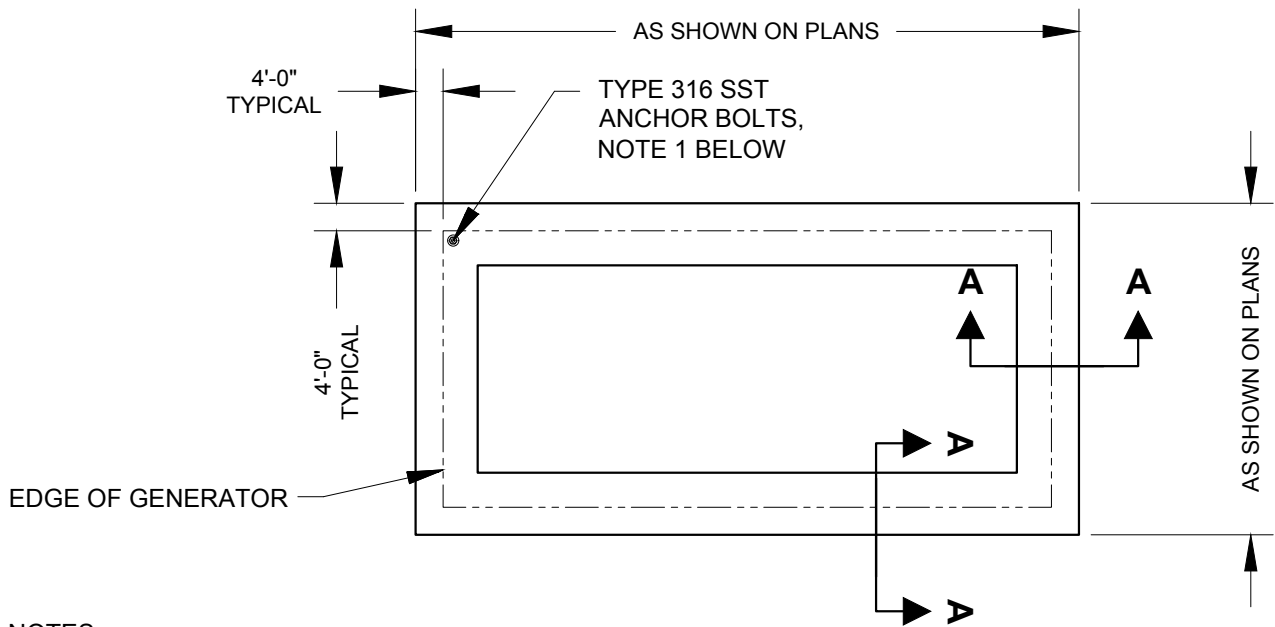 AS SHOWN ON PLANS
4'-0"
TYPICAL
TYPE 316 SST
ANCHOR BOLTS,
NOTE 1 BELOW
4'-0"
TYPICAL
A
A
AS SHOWN ON PLANS
A
EDGE OF GENERATOR
A
NOTES